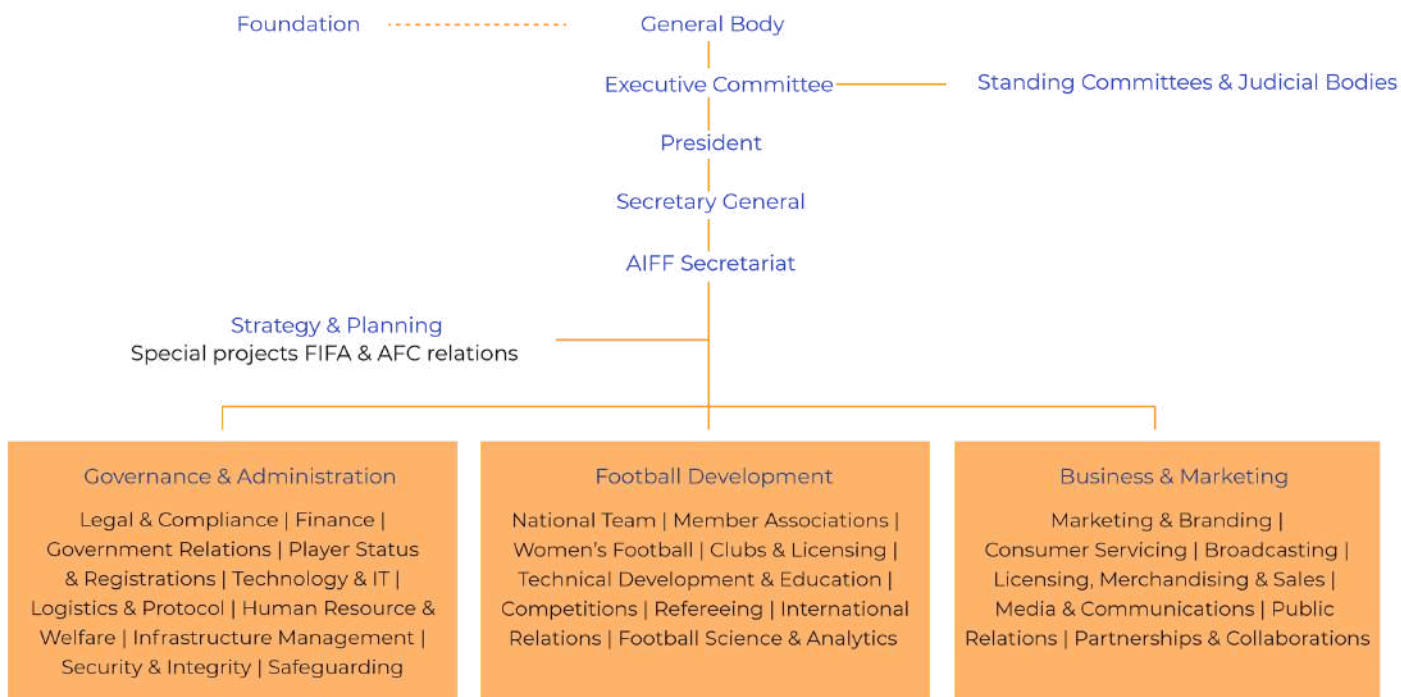 Foundation
General Body
Executive Committee
Standing Committees & Judicial Bodies
President
Secretary General
AIFF Secretariat
Strategy & Planning
Special projects FIFA & AFC relations
Governance & Administration
Legal & Compliance | Finance |
Government Relations | Player Status
& Registrations | Technology & IT |
Logistics & Protocol | Human Resource &
Welfare | Infrastructure Management |
Security & Integrity | Safeguarding
Football Development
National Team | Member Associations |
Women's Football | Clubs & Licensing |
Technical Development & Education |
Competitions | Refereeing | International
Relations | Football Science & Analytics
Business & Marketing
Marketing & Branding |
Consumer Servicing | Broadcasting |
Licensing, Merchandising & Sales |
Media & Communications | Public
Relations | Partnerships & Collaborations